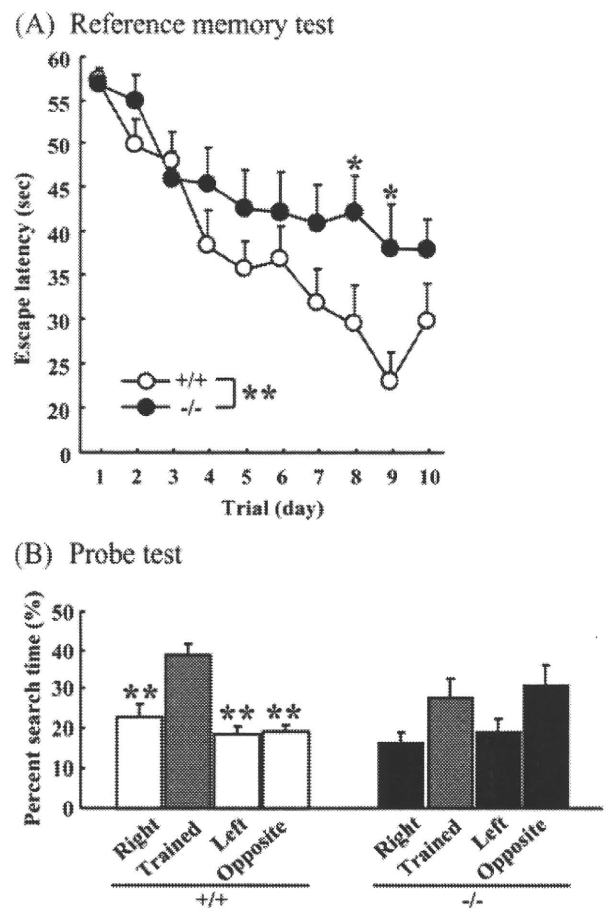 (A) Reference memory test
Escape latency (sec)
60
55
50
45
40
35
30
25
20
0
* *
+/+
-/-
**
1 2 3 4 5 6 7 8 9 10
Trial (day)
(B) Probe test
Percent search time (%)
50
40
30
20
10
0
** ** **
Right Trained Left Opposite Right Trained Left Opposite
+/+ -/-